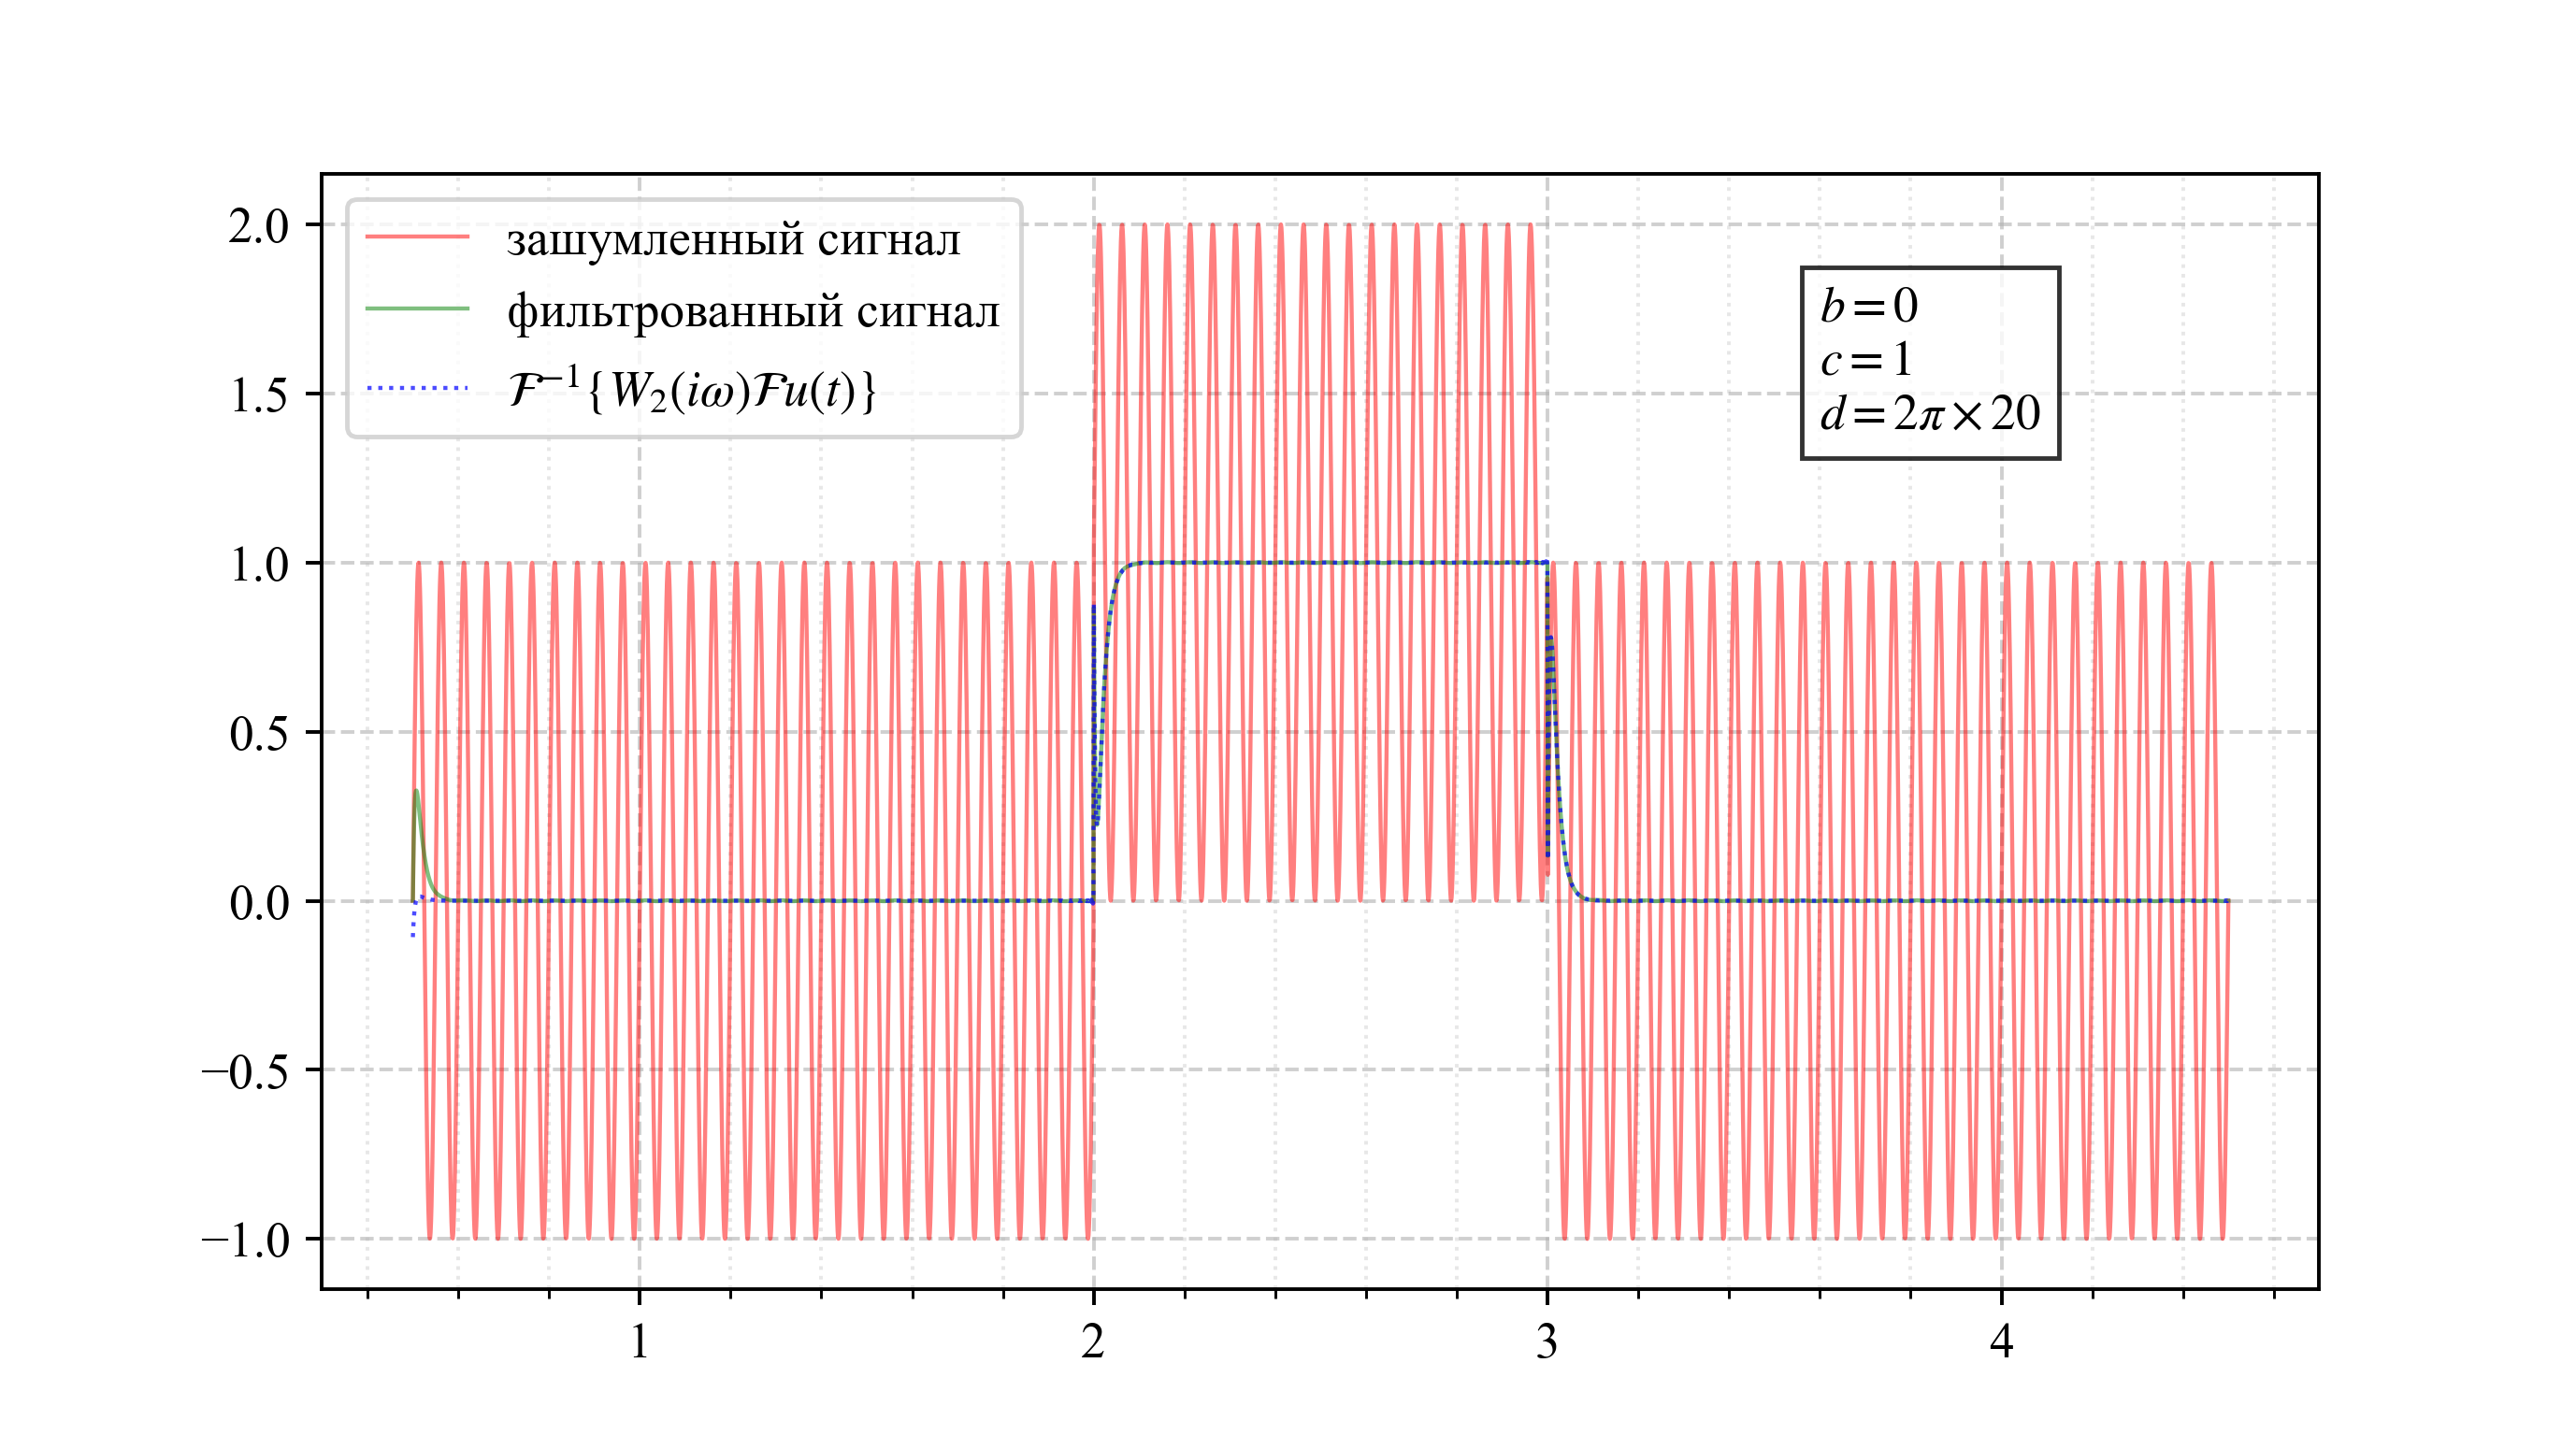 2.0
1.5
1.0
0.5
0.0
−0.5
−1.0
зашумленный сигнал
фильтрованный сигнал
ℱ⁻¹{W₂(iω)ℱu(t)}
b = 0
c = 1
d = 2π × 20
1 2 3 4